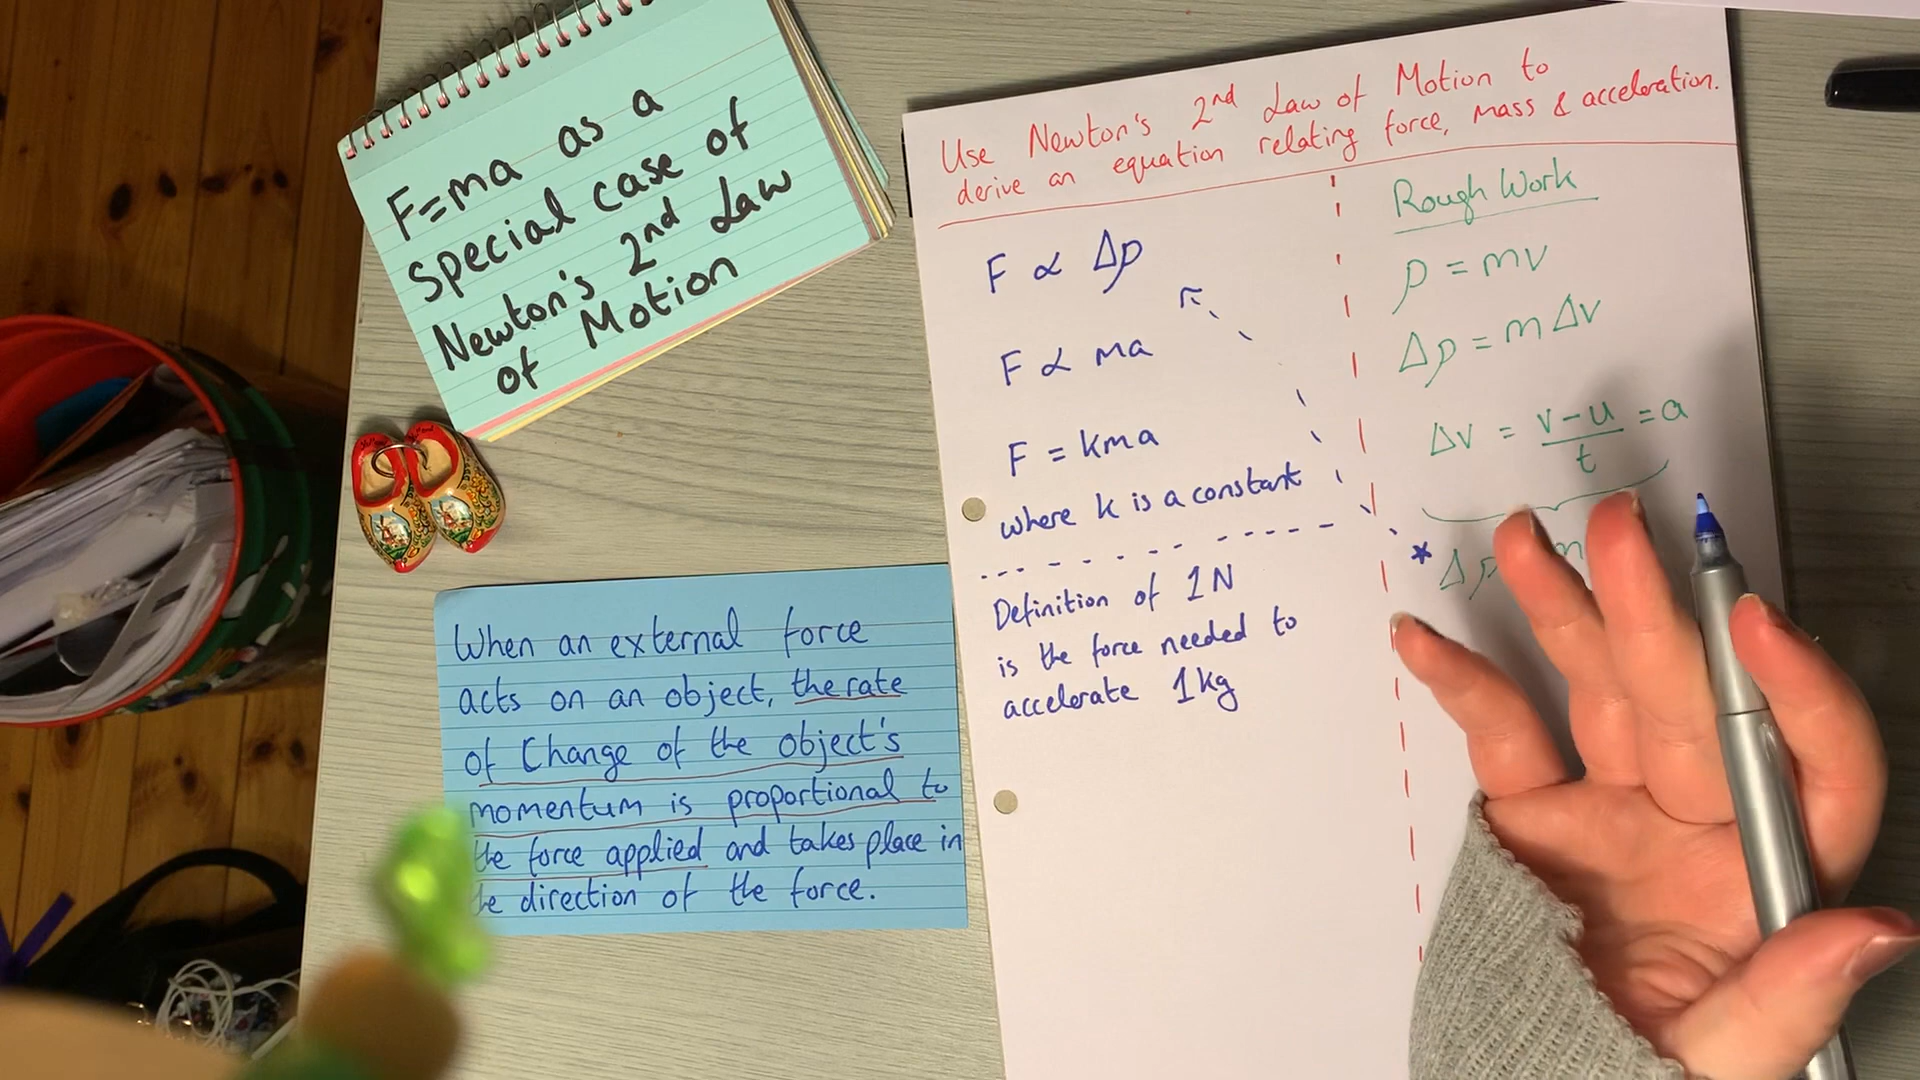 F=ma as a
special case of
Newton's 2nd Law
of Motion
When an external force
acts on an object, the rate
of Change of the object's
momentum is proportional to
the force applied and takes place in
the direction of the force.
Use Newton's 2nd Law of Motion to
derive an equation relating force, mass & acceleration.
F ∝ Δp
F ∝ ma
F = kma
where k is a constant
Definition of 1N
is the force needed to
accelerate 1kg
Rough Work
p = mv
Δp = mΔv
Δv = v-u/t = a
* Δp m